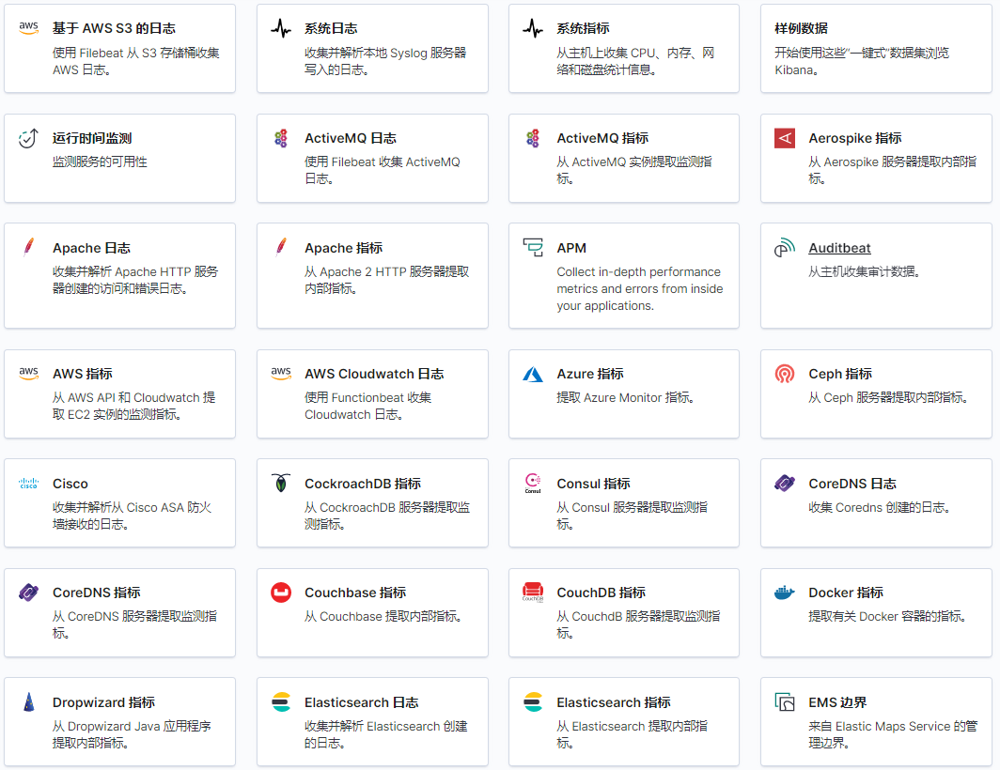 aws
基于 AWS S3 的日志
使用 Filebeat 从 S3 存储桶收集
AWS 日志。
系统日志
收集并解析本地 Syslog 服务器
写入的日志。
系统指标
从主机上收集 CPU、内存、网
络和磁盘统计信息。
样例数据
开始使用这些“一键式”数据集浏览
Kibana。
运行时间监测
监测服务的可用性
ActiveMQ 日志
使用 Filebeat 收集 ActiveMQ
日志。
ActiveMQ 指标
从 ActiveMQ 实例提取监测指
标。
Aerospike 指标
从 Aerospike 服务器提取内部指
标。
Apache 日志
收集并解析 Apache HTTP 服务
器创建的访问和错误日志。
Apache 指标
从 Apache 2 HTTP 服务器提取
内部指标。
APM
Collect in-depth performance
metrics and errors from inside
your applications.
Auditbeat
从主机收集审计数据。
aws
AWS 指标
从 AWS API 和 Cloudwatch 提
取 EC2 实例的监测指标。
aws
AWS Cloudwatch 日志
使用 Functionbeat 收集
Cloudwatch 日志。
Azure 指标
提取 Azure Monitor 指标。
Ceph 指标
从 Ceph 服务器提取内部指标。
CISCO
Cisco
收集并解析从 Cisco ASA 防火
墙接收的日志。
CockroachDB 指标
从 CockroachDB 服务器提取监
测指标。
Consul
Consul 指标
从 Consul 服务器提取监测指
标。
CoreDNS 日志
收集 Coredns 创建的日志。
CoreDNS 指标
从 CoreDNS 服务器提取监测指
标。
Couchbase 指标
从 Couchbase 提取内部指标。
CouchDB
CouchDB 指标
从 CouchdB 服务器提取监测指
标。
Docker 指标
提取有关 Docker 容器的指标。
Dropwizard 指标
从 Dropwizard Java 应用程序
提取内部指标。
Elasticsearch 日志
收集并解析 Elasticsearch 创建
的日志。
Elasticsearch 指标
从 Elasticsearch 提取内部指
标。
EMS 边界
来自 Elastic Maps Service 的管
理边界。